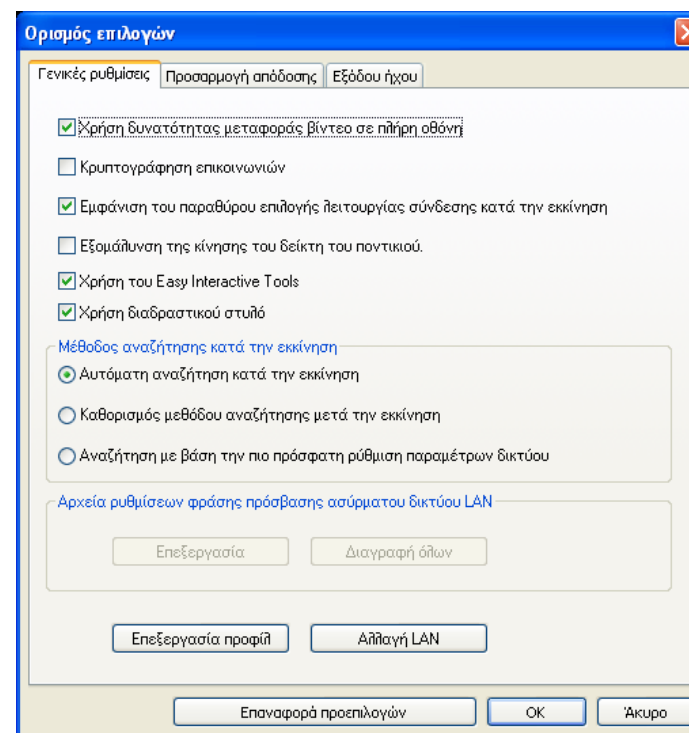 Ορισμός επιλογών
Γενικές ρυθμίσεις Προσαρμογή απόδοσης Εξόδου ήχου
Χρήση δυνατότητας μεταφοράς βίντεο σε πλήρη οθόνη
Κρυπτογράφηση επικοινωνιών
Εμφάνιση του παραθύρου επιλογής λειτουργίας σύνδεσης κατά την εκκίνηση
Εξομάλυνση της κίνησης του δείκτη του ποντικιού.
Χρήση του Easy Interactive Tools
Χρήση διαδραστικού στυλό
Μέθοδος αναζήτησης κατά την εκκίνηση
Αυτόματη αναζήτηση κατά την εκκίνηση
Καθορισμός μεθόδου αναζήτησης μετά την εκκίνηση
Αναζήτηση με βάση την πιο πρόσφατη ρύθμιση παραμέτρων δικτύου
Αρχεία ρυθμίσεων φράσης πρόσβασης ασύρματου δικτύου LAN
Επεξεργασία Διαγραφή όλων
Επεξεργασία προφίλ Αλλαγή LAN
Επαναφορά προεπιλογών OK Άκυρο